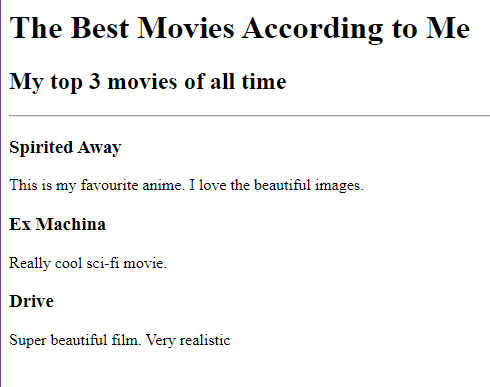 The Best Movies According to Me
My top 3 movies of all time
Spirited Away
This is my favourite anime. I love the beautiful images.
Ex Machina
Really cool sci-fi movie.
Drive
Super beautiful film. Very realistic